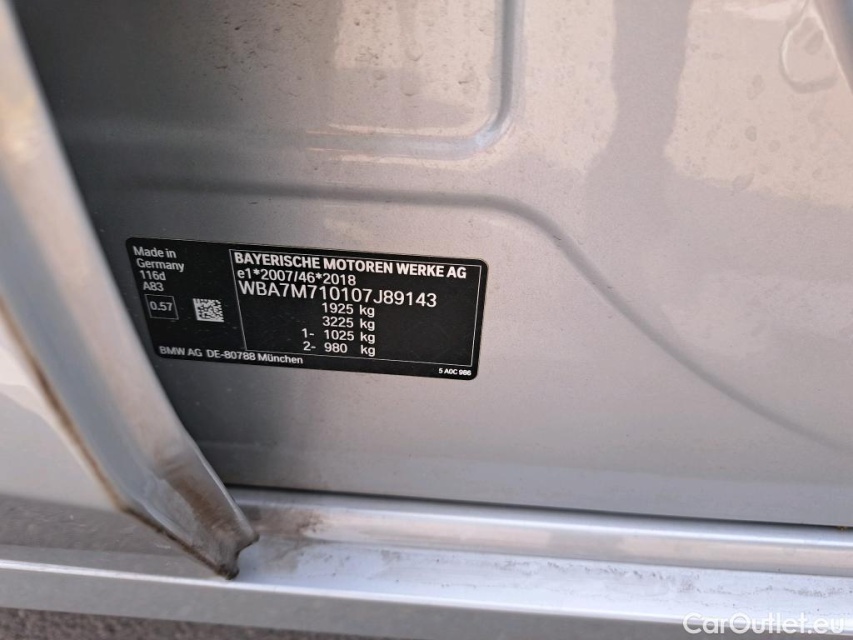 Made in
Germany
116d
A83
0.57
BAYERISCHE MOTOREN WERKE AG
e1*2007/46*2018
WBA7M710107J89143
1925 kg
3225 kg
1- 1025 kg
2- 980 kg
BMW AG DE-80788 München
5 A0C 986
CarOutlet.eu